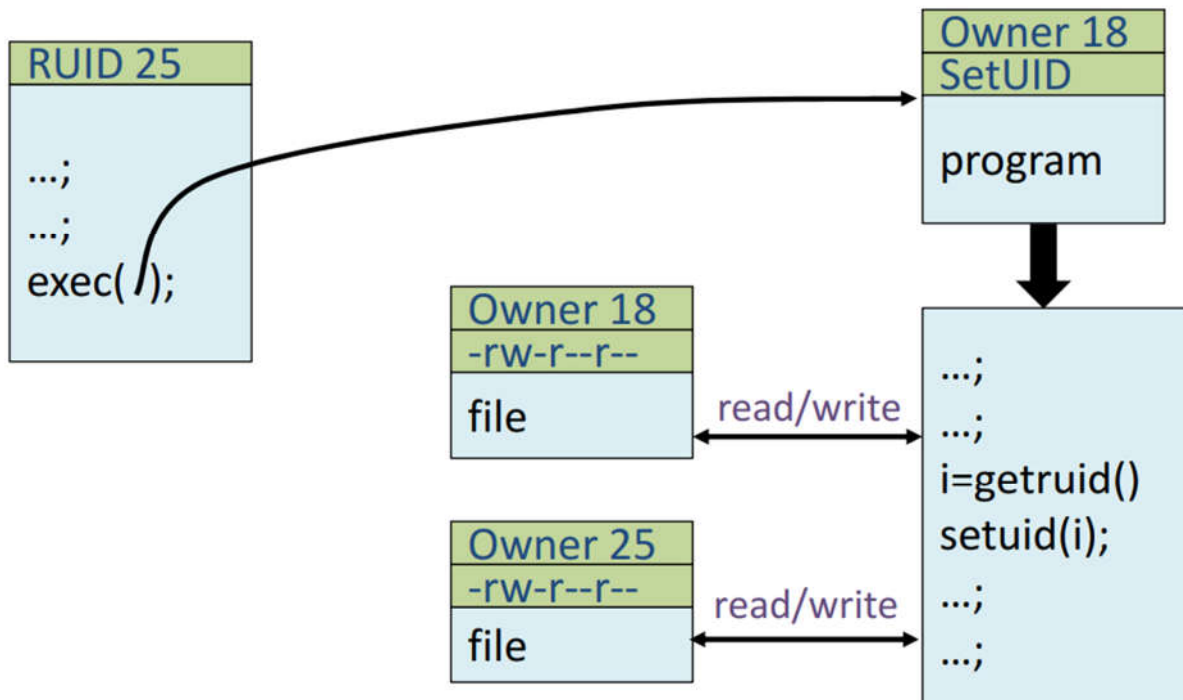 RUID 25
...;
...;
exec( );
Owner 18
SetUID
program
Owner 18
-rw-r--r--
file
read/write
Owner 25
-rw-r--r--
file
read/write
...;
...;
i=getruid()
setuid(i);
...;
...;